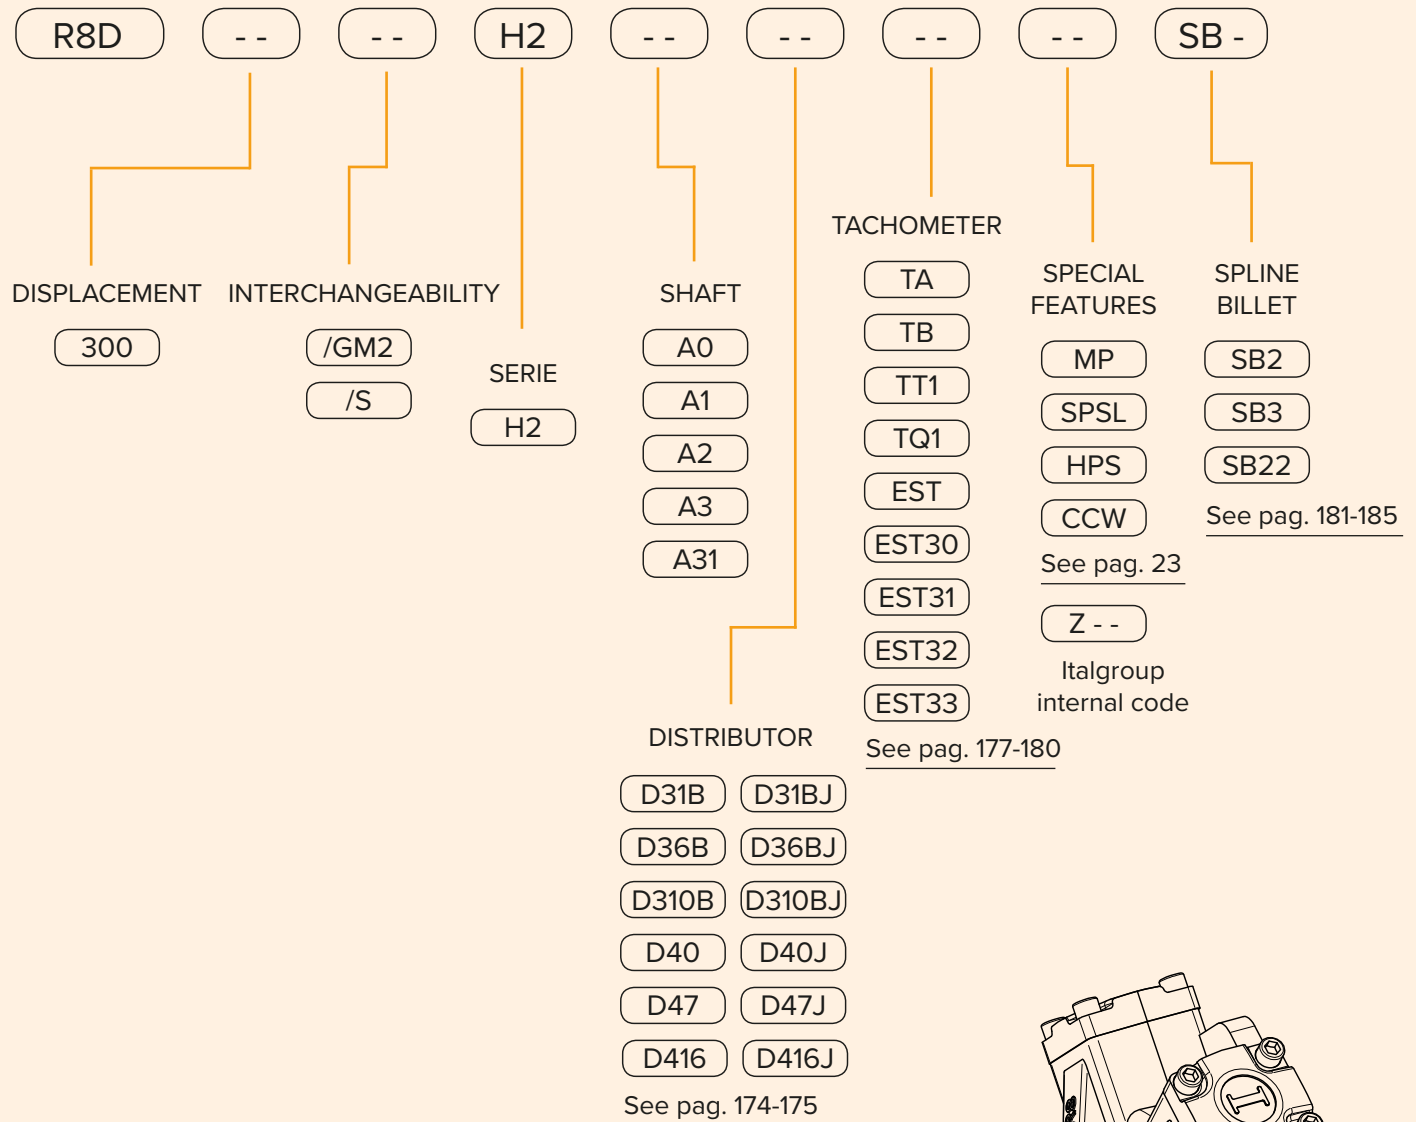 R8D -- -- H2 -- -- -- -- SB -
DISPLACEMENT
300
INTERCHANGEABILITY
/GM2
/S
SERIE
H2
SHAFT
A0
A1
A2
A3
A31
DISTRIBUTOR
D31B D31BJ
D36B D36BJ
D310B D310BJ
D40 D40J
D47 D47J
D416 D416J
See pag. 174-175
TACHOMETER
TA
TB
TT1
TQ1
EST
EST30
EST31
EST32
EST33
See pag. 177-180
SPECIAL
FEATURES
MP
SPSL
HPS
CCW
See pag. 23
Z - -
Italgroup
internal code
SPLINE
BILLET
SB2
SB3
SB22
See pag. 181-185